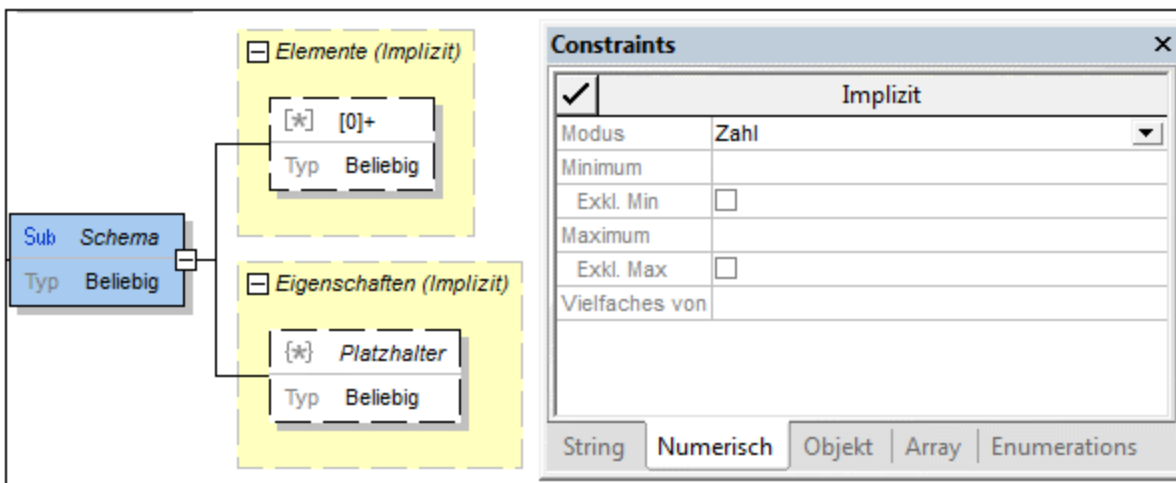 Elemente (Implizit)
[*] [0]+
Typ Beliebig
Sub Schema
Typ Beliebig
Eigenschaften (Implizit)
{*} Platzhalter
Typ Beliebig
Constraints
Implizit
Modus Zahl
Minimum
Exkl. Min
Maximum
Exkl. Max
Vielfaches von
String Numerisch Objekt Array Enumerations